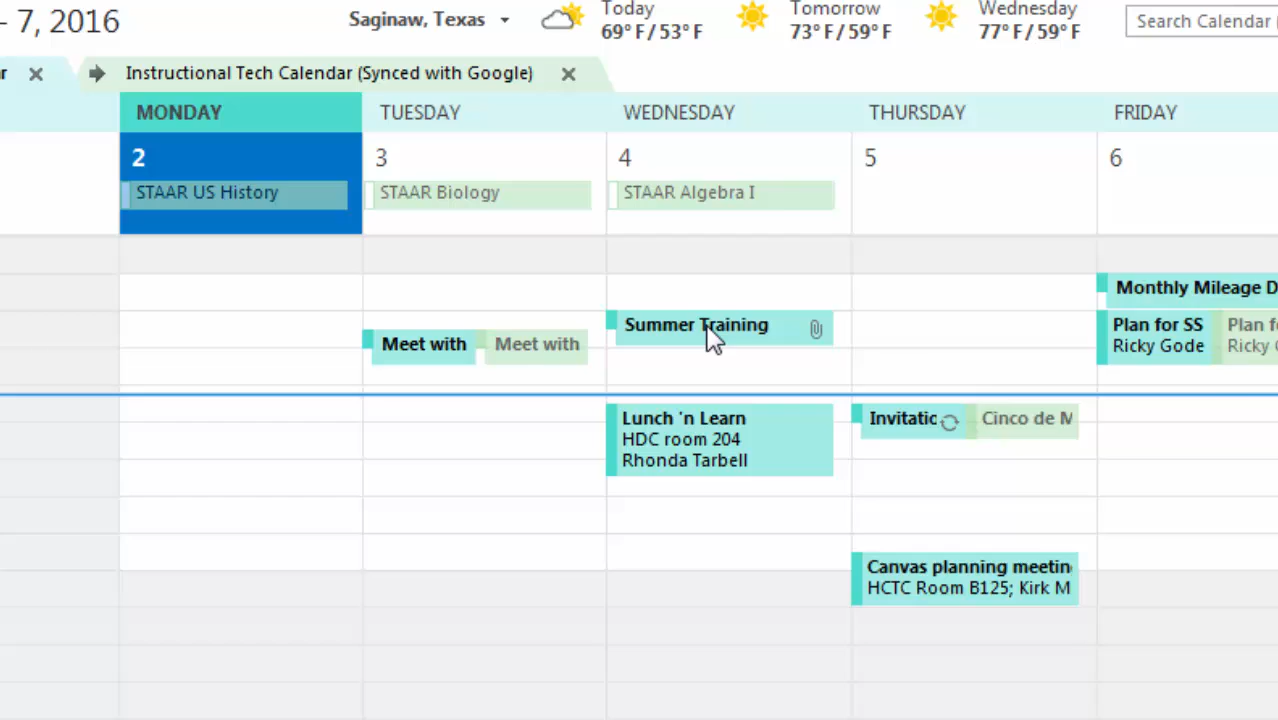 - 7, 2016
Saginaw, Texas
Today
69° F / 53° F
Tomorrow
73° F / 59° F
Wednesday
77° F / 59° F
Search Calendar
r
Instructional Tech Calendar (Synced with Google)
MONDAY
TUESDAY
WEDNESDAY
THURSDAY
FRIDAY
2
3
4
5
6
STAAR US History
STAAR Biology
STAAR Algebra I
Monthly Mileage D
Summer Training
Plan for SS
Ricky Gode
Plan f
Ricky
Meet with
Meet with
Lunch 'n Learn
HDC room 204
Rhonda Tarbell
Invitatic
Cinco de M
Canvas planning meetin
HCTC Room B125; Kirk M